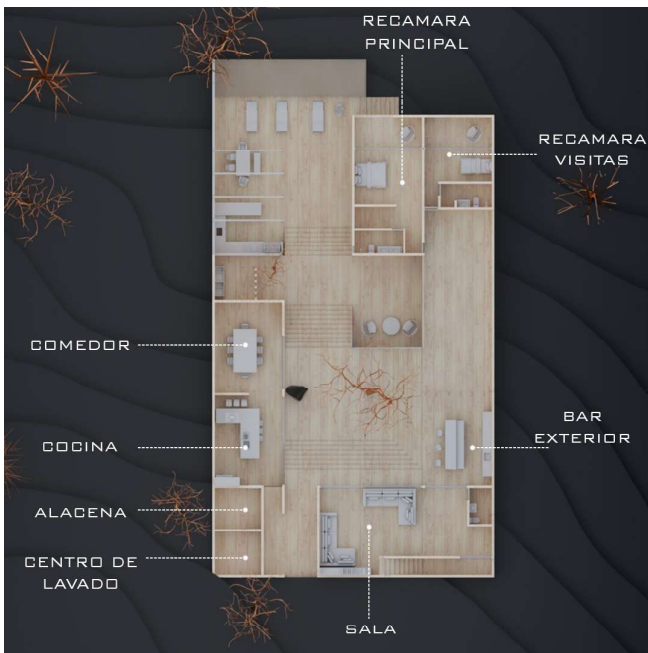 RECAMARA
PRINCIPAL
RECAMARA
VISITAS
COMEDOR
COCINA
BAR
EXTERIOR
ALACENA
CENTRO DE
LAVADO
SALA